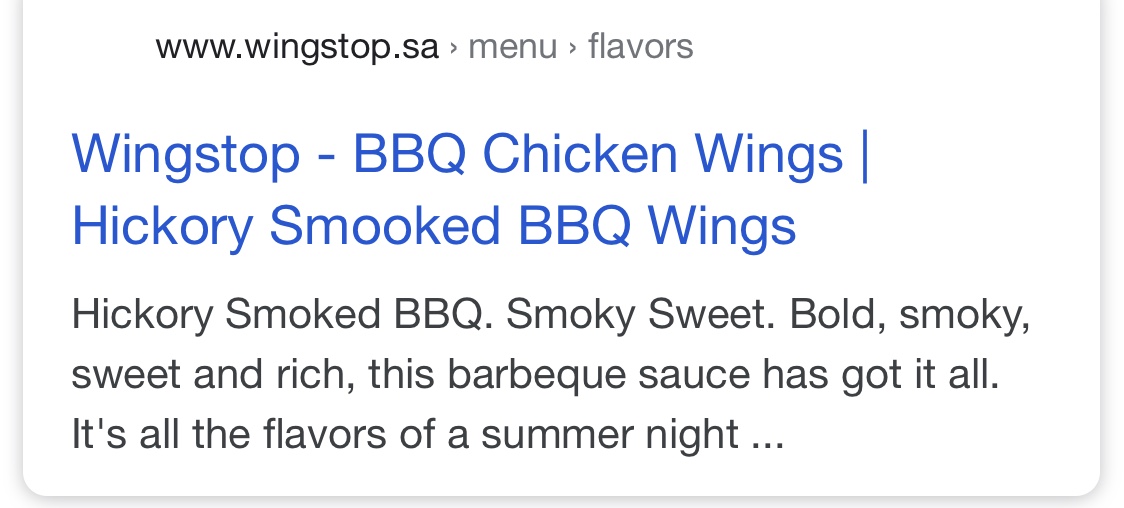 www.wingstop.sa › menu › flavors
Wingstop - BBQ Chicken Wings |
Hickory Smooked BBQ Wings
Hickory Smoked BBQ. Smoky Sweet. Bold, smoky,
sweet and rich, this barbeque sauce has got it all.
It's all the flavors of a summer night ...